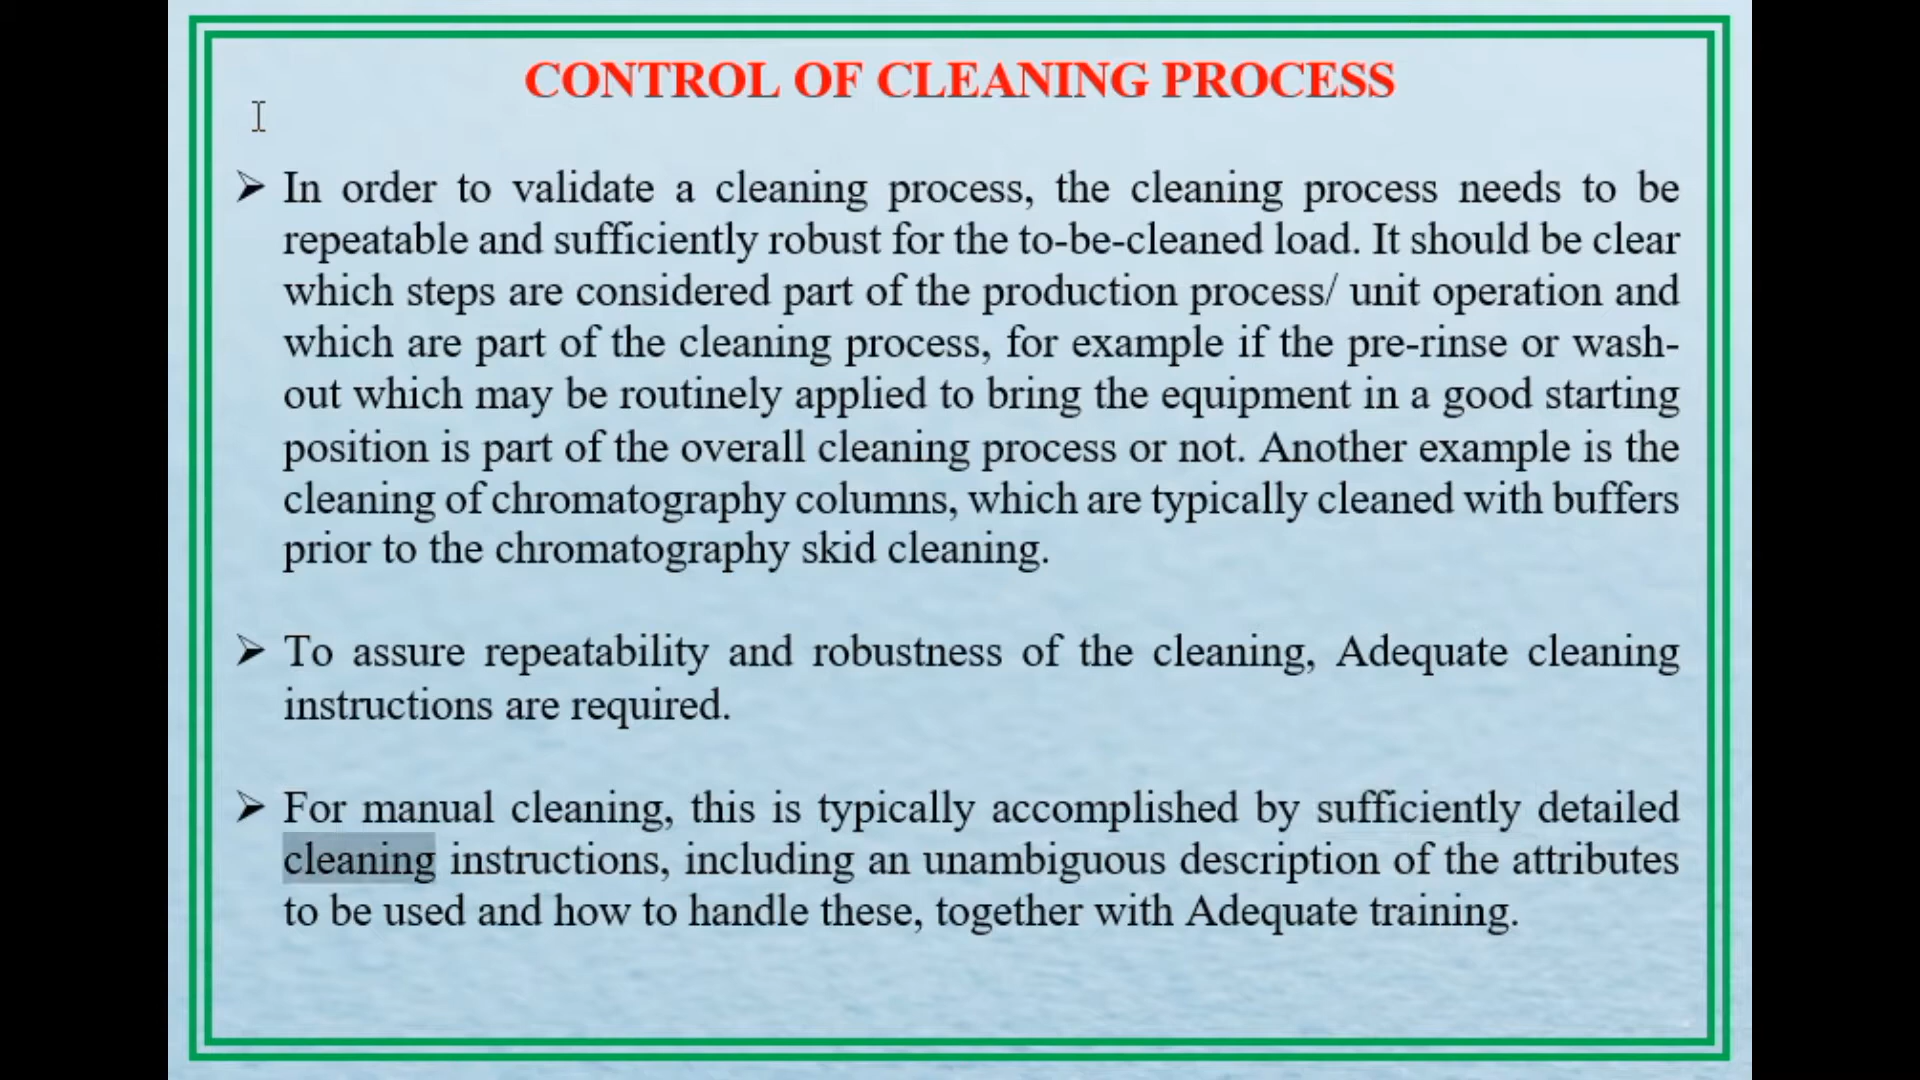 CONTROL OF CLEANING PROCESS
➤ In order to validate a cleaning process, the cleaning process needs to be
repeatable and sufficiently robust for the to-be-cleaned load. It should be clear
which steps are considered part of the production process/ unit operation and
which are part of the cleaning process, for example if the pre-rinse or wash-
out which may be routinely applied to bring the equipment in a good starting
position is part of the overall cleaning process or not. Another example is the
cleaning of chromatography columns, which are typically cleaned with buffers
prior to the chromatography skid cleaning.
➤ To assure repeatability and robustness of the cleaning, Adequate cleaning
instructions are required.
➤ For manual cleaning, this is typically accomplished by sufficiently detailed
cleaning instructions, including an unambiguous description of the attributes
to be used and how to handle these, together with Adequate training.